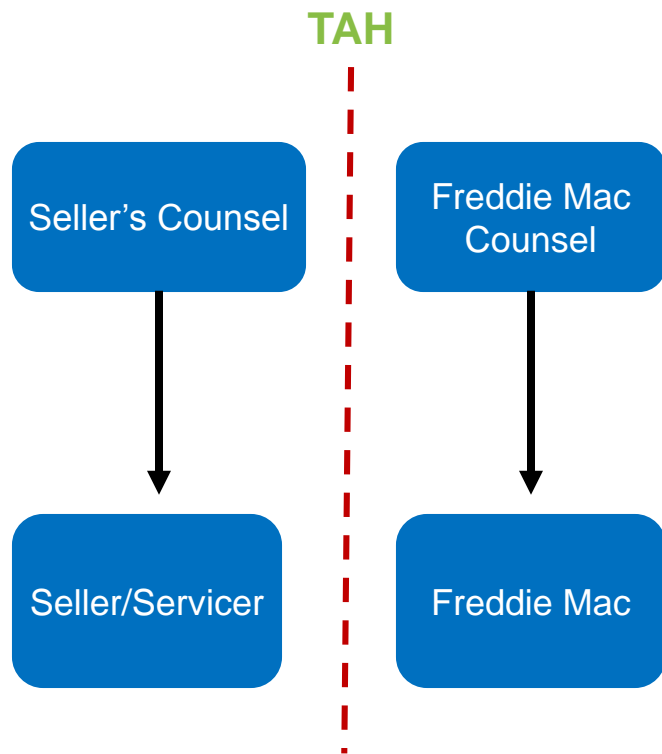 TAH
Seller’s Counsel
Freddie Mac
Counsel
Seller/Servicer
Freddie Mac